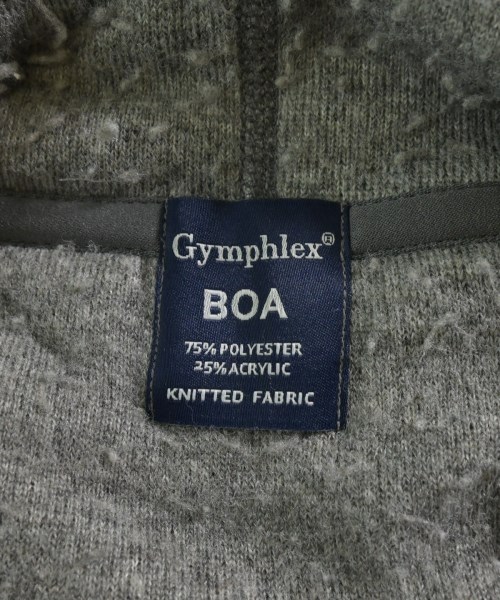 Gymphlex®
BOA
75% POLYESTER
25% ACRYLIC
KNITTED FABRIC